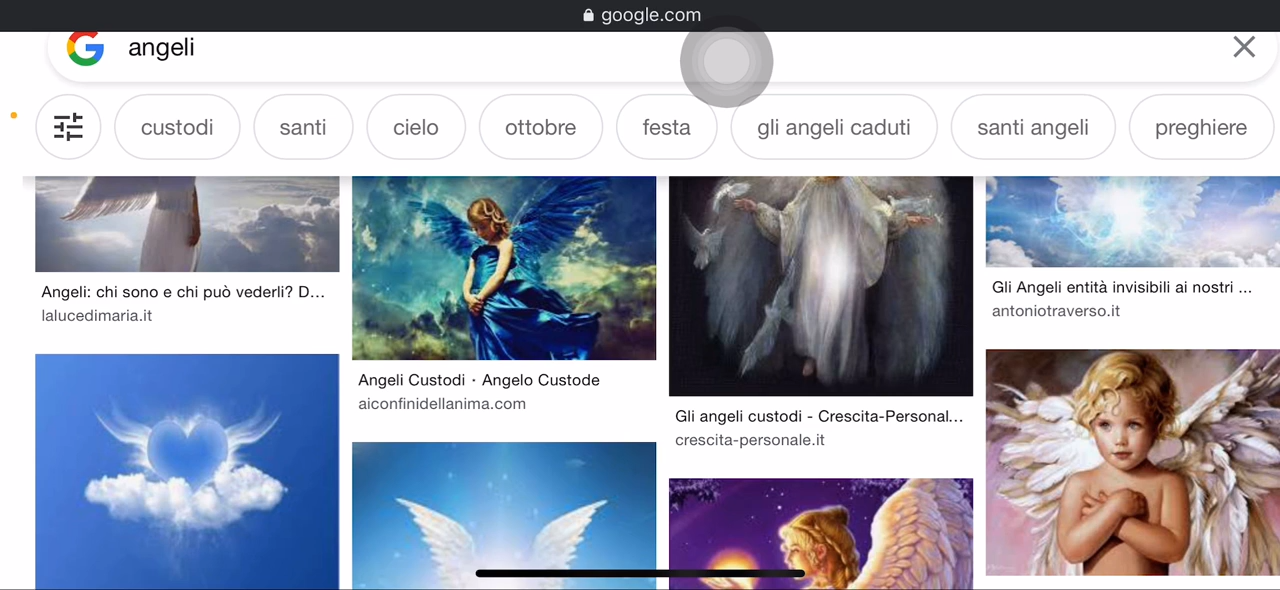 google.com
angeli
custodi
santi
cielo
ottobre
festa
gli angeli caduti
santi angeli
preghiere
Angeli: chi sono e chi può vederli? D...
lalucedimaria.it
Angeli Custodi · Angelo Custode
aiconfinidellanima.com
Gli angeli custodi - Crescita-Personal...
crescita-personale.it
Gli Angeli entità invisibili ai nostri ...
antoniotraverso.it